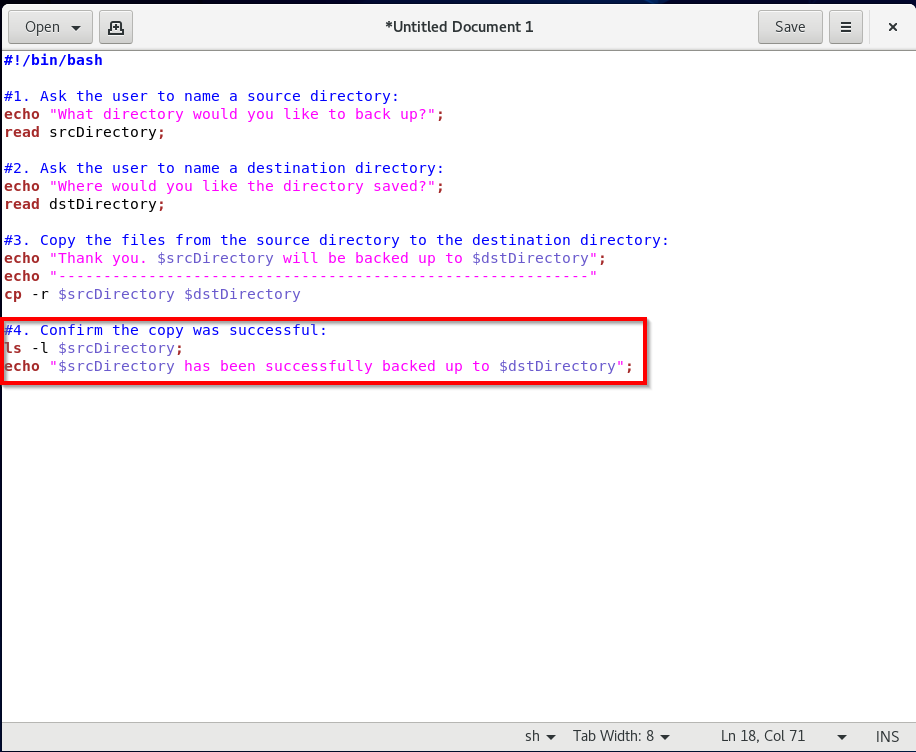 Open
*Untitled Document 1
Save
#!/bin/bash
#1. Ask the user to name a source directory:
echo "What directory would you like to back up?";
read srcDirectory;
#2. Ask the user to name a destination directory:
echo "Where would you like the directory saved?";
read dstDirectory;
#3. Copy the files from the source directory to the destination directory:
echo "Thank you. $srcDirectory will be backed up to $dstDirectory";
echo "-----------------------------------------------------------"
cp -r $srcDirectory $dstDirectory
#4. Confirm the copy was successful:
ls -l $srcDirectory;
echo "$srcDirectory has been successfully backed up to $dstDirectory";
sh
Tab Width: 8
Ln 18, Col 71
INS